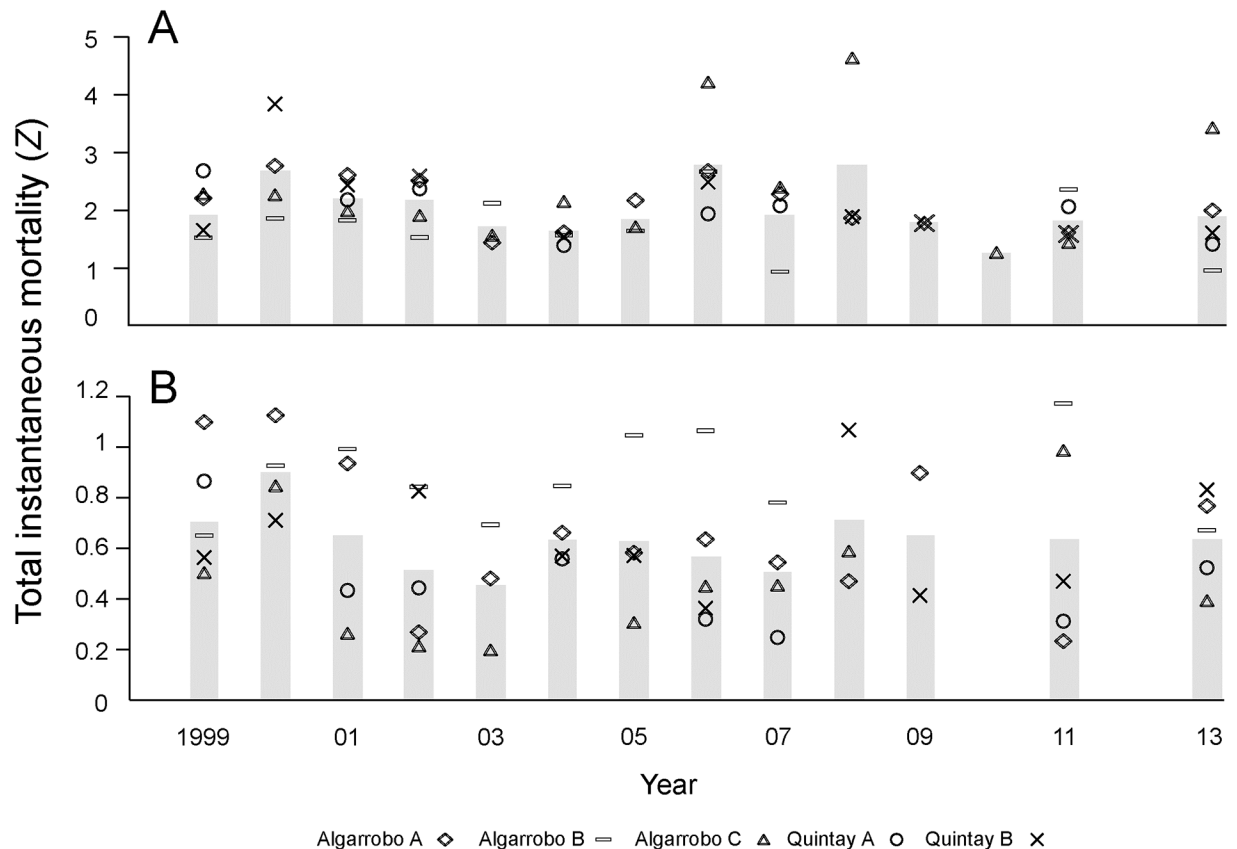 A
5
4
3
2
1
0
Total instantaneous mortality (Z)
B
1.2
1
0.8
0.6
0.4
0.2
0
1999 01 03 05 07 09 11 13
Year
Algarrobo A Algarrobo B Algarrobo C Quintay A Quintay B